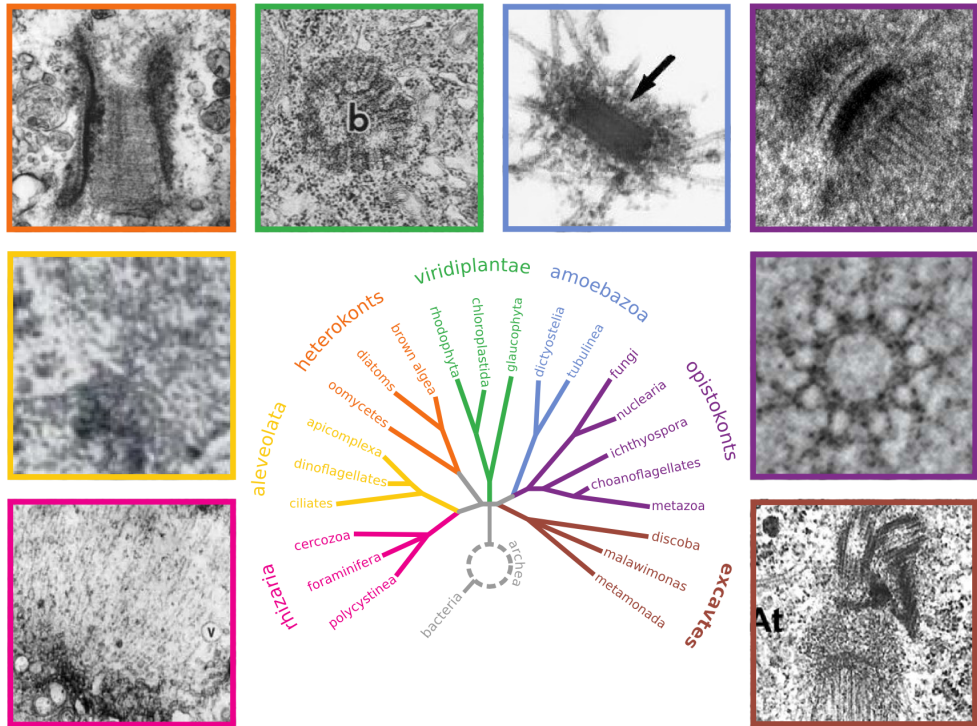 b
viridiplantae
amoebazoa
heterokonts
opistokonts
aleveolata
rhizaria
excavtes
rhodophyta
chloroplastida
glaucophyta
dictyostelia
tubulinea
brown algea
diatoms
oomycetes
fungi
nuclearia
ichthyospora
choanoflagellates
metazoa
apicomplexa
dinoflagellates
ciliates
cercozoa
foraminifera
polycystinea
discoba
malawimonas
metamonada
archea
bacteria
V
At